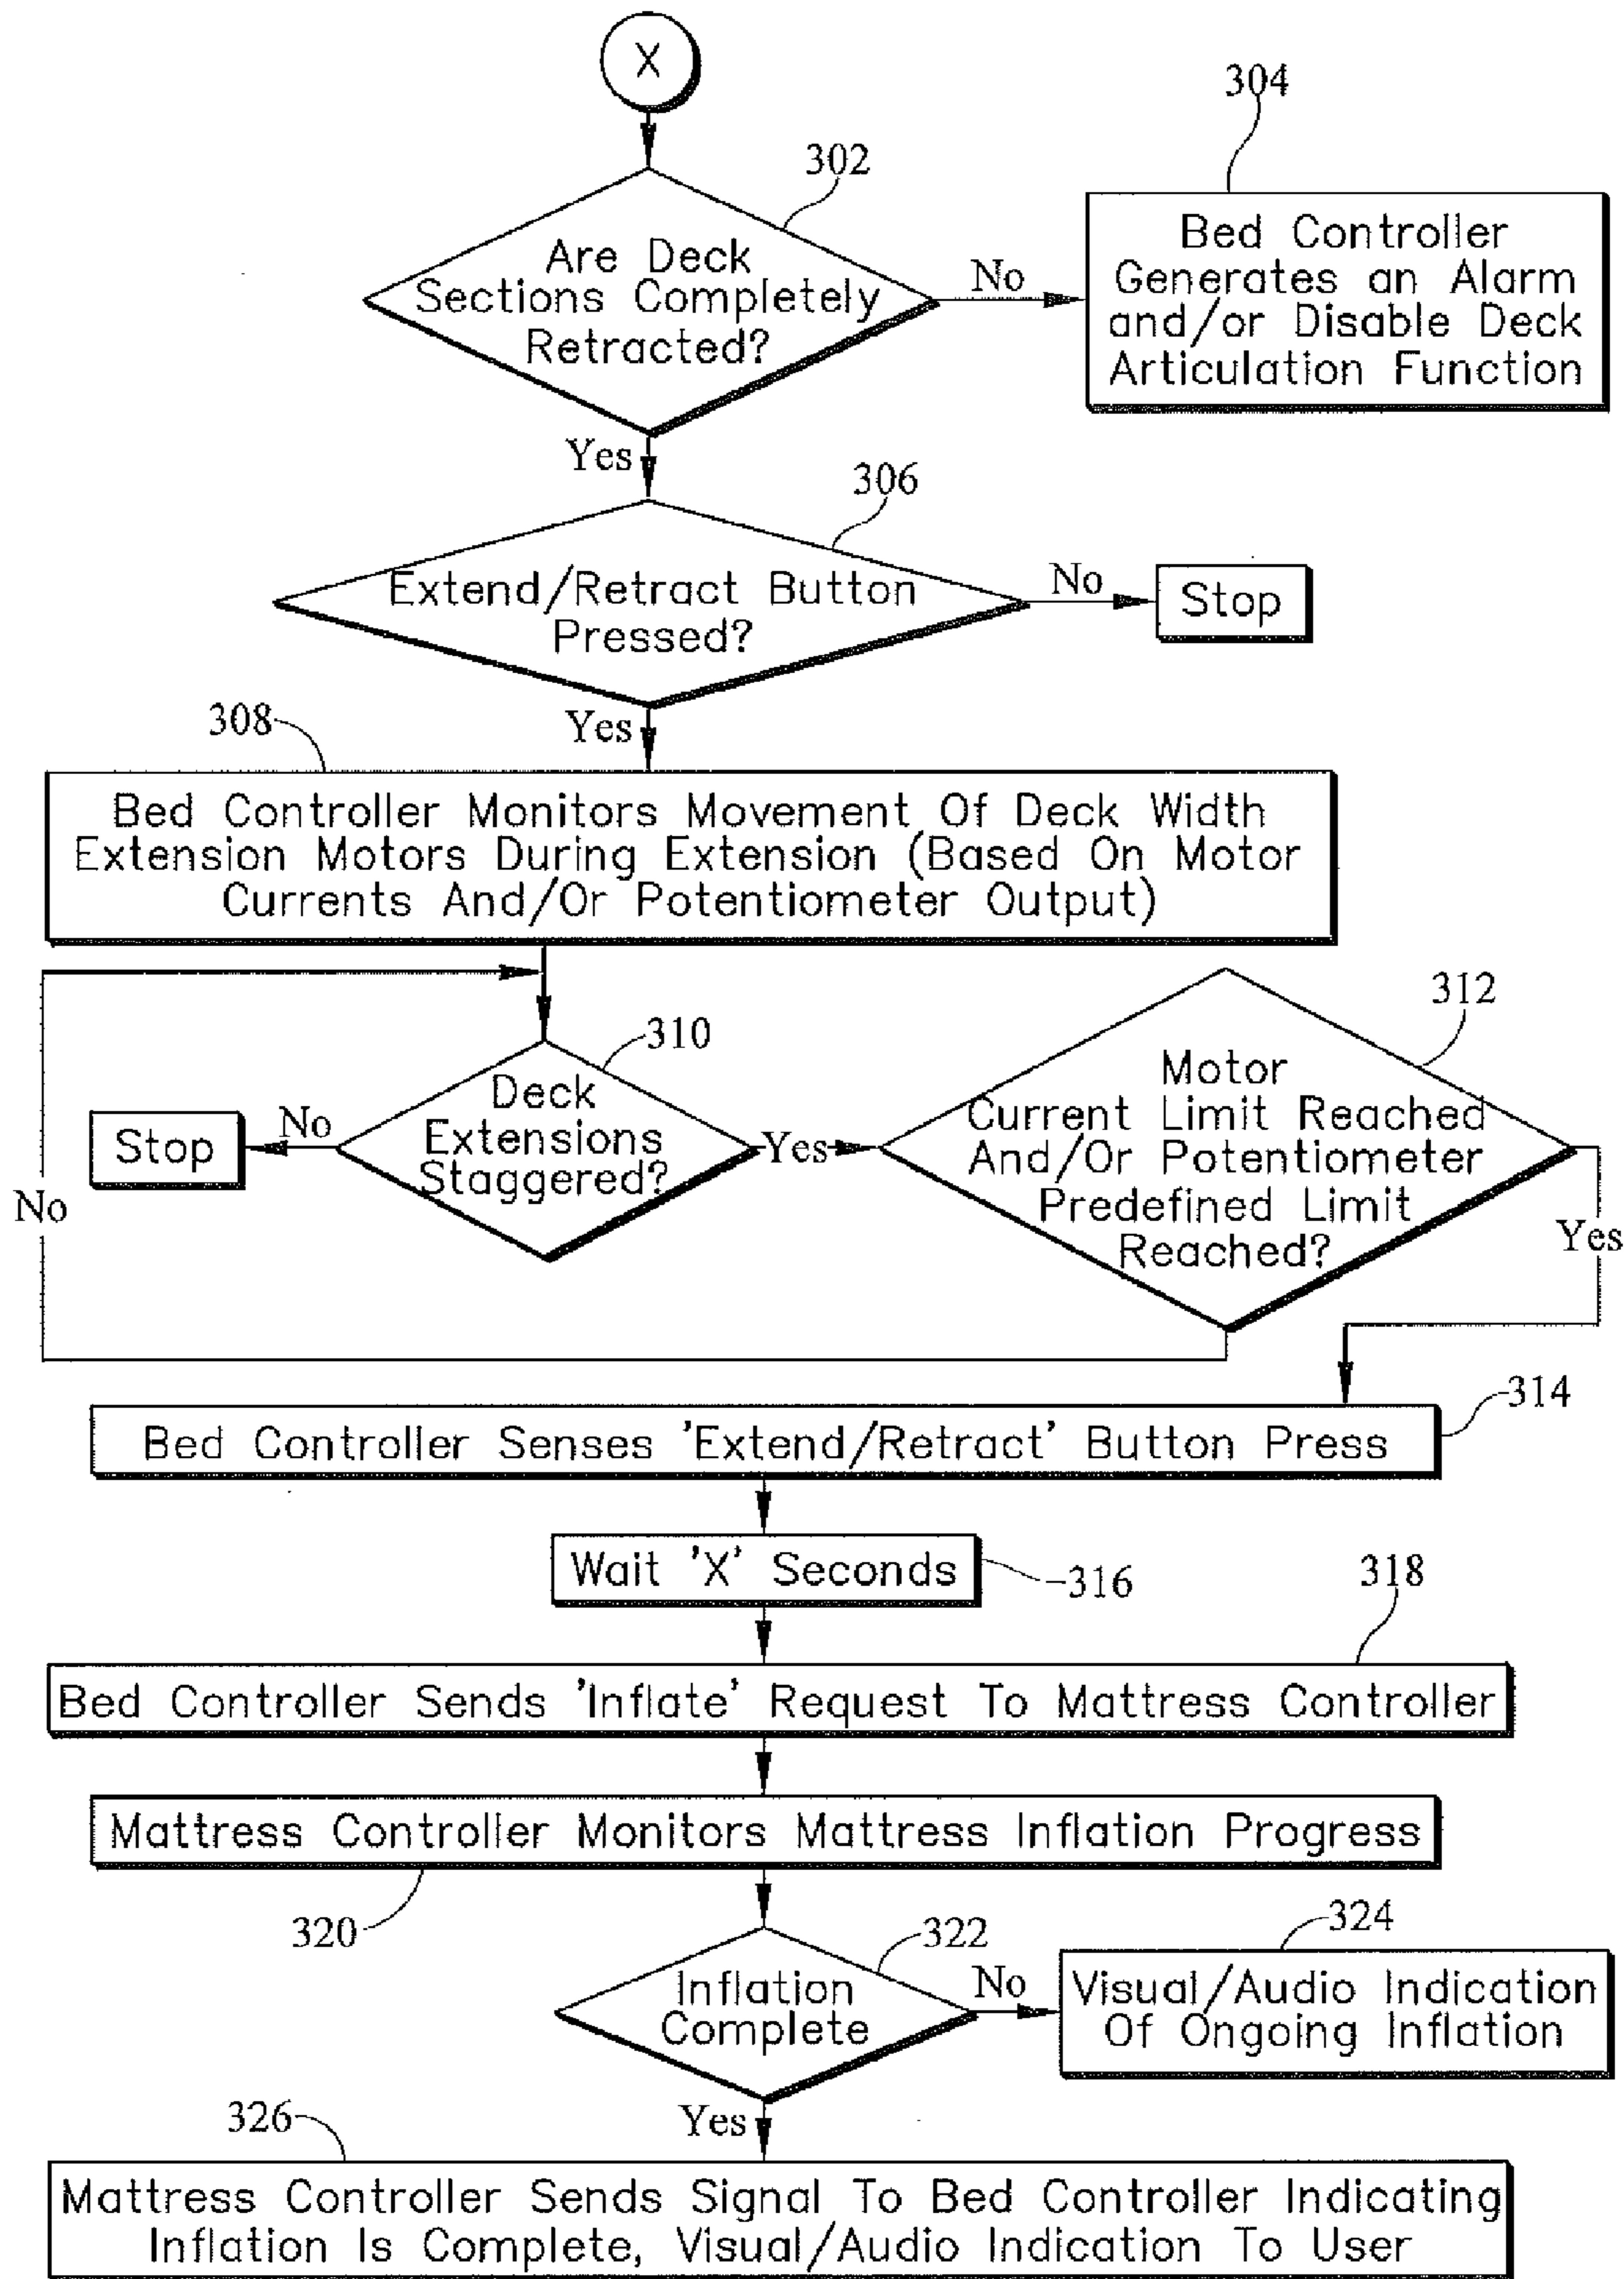 X
302
304
Are Deck
Sections Completely
Retracted?
No
Bed Controller
Generates an Alarm
and/or Disable Deck
Articulation Function
Yes
306
Extend/Retract Button
Pressed?
No
Stop
308
Yes
Bed Controller Monitors Movement Of Deck Width
Extension Motors During Extension (Based On Motor
Currents And/Or Potentiometer Output)
310
312
Stop
No
Deck
Extensions
Staggered?
Yes
Motor
Current Limit Reached
And/Or Potentiometer
Predefined Limit
Reached?
No
Yes
314
Bed Controller Senses 'Extend/Retract' Button Press
Wait 'X' Seconds
316
318
Bed Controller Sends 'Inflate' Request To Mattress Controller
Mattress Controller Monitors Mattress Inflation Progress
320
322
324
Inflation
Complete
No
Visual/Audio Indication
Of Ongoing Inflation
326
Yes
Mattress Controller Sends Signal To Bed Controller Indicating
Inflation Is Complete, Visual/Audio Indication To User